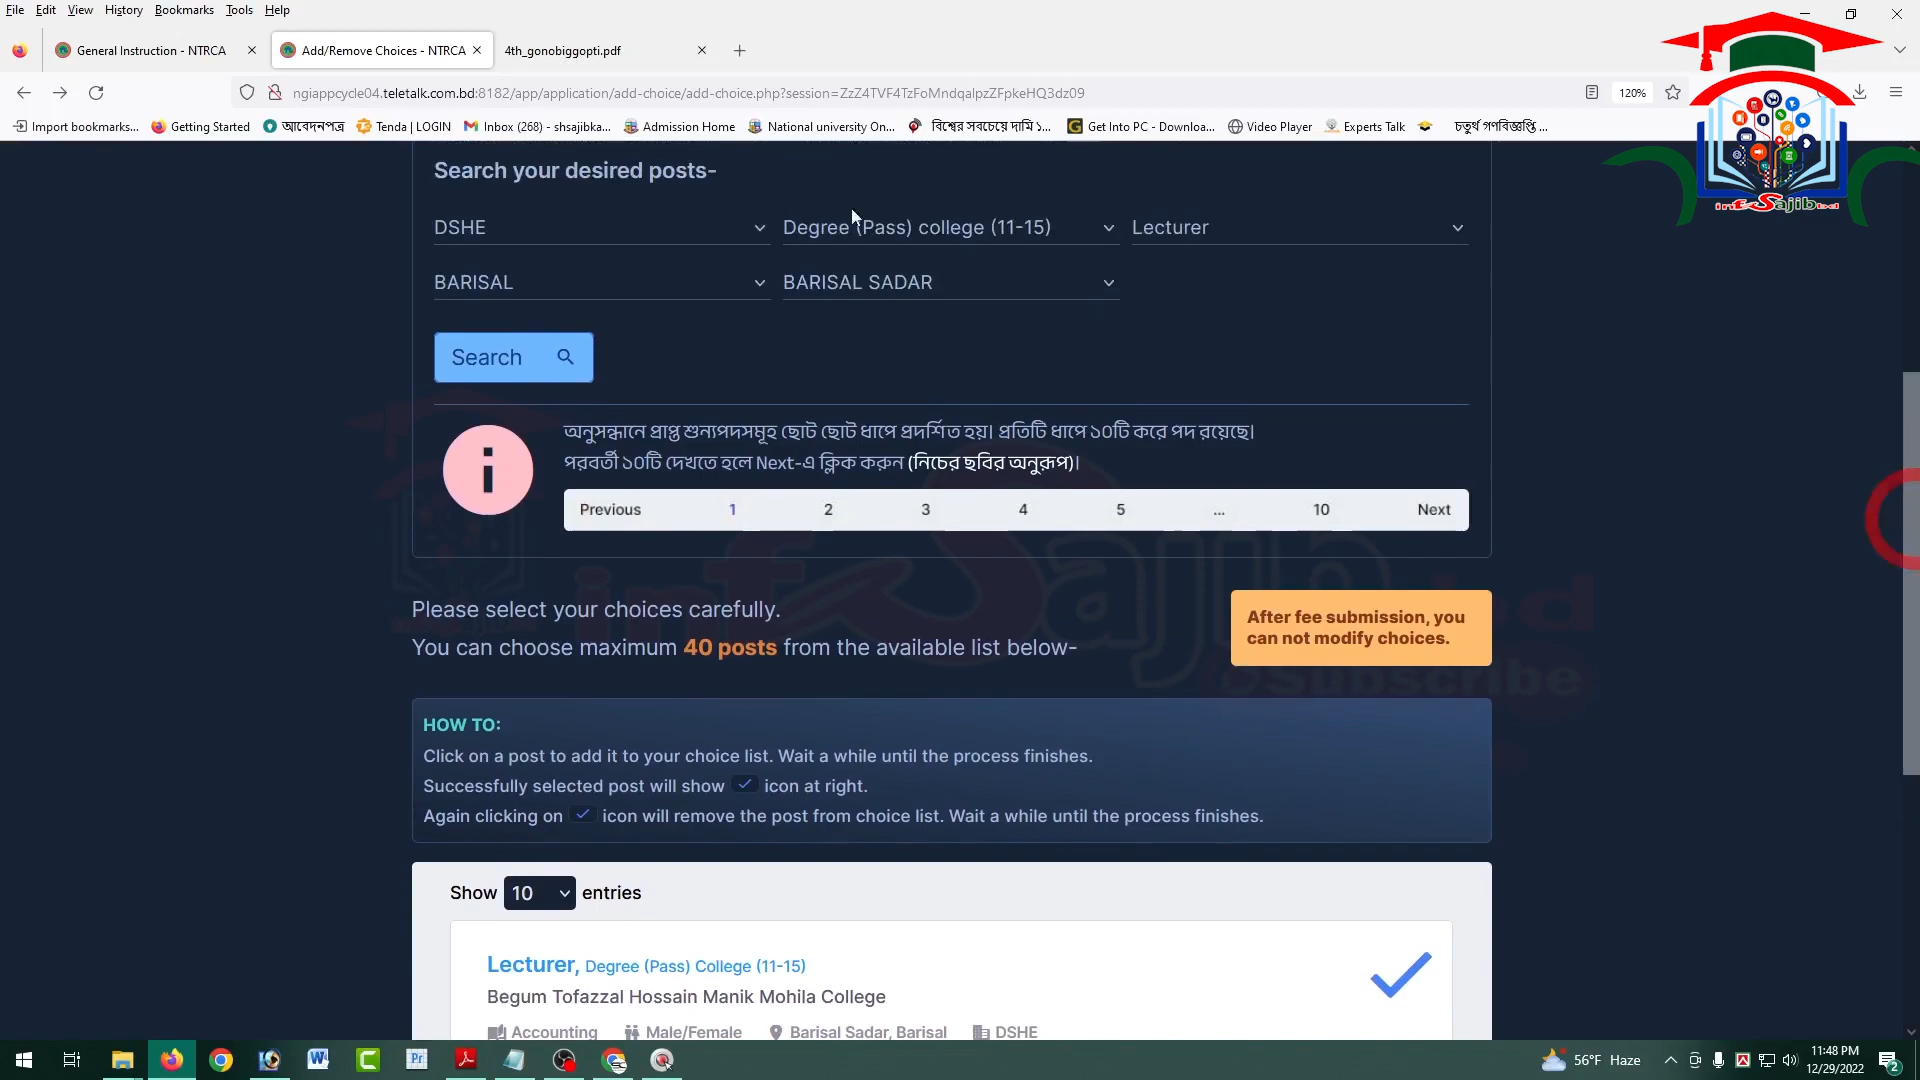 File Edit View History Bookmarks Tools Help
General Instruction - NTRCA
Add/Remove Choices - NTRCA
4th_gonobiggopti.pdf
ngiappcycle04.teletalk.com.bd:8182/app/application/add-choice/add-choice.php?session=ZzZ4TVF4TzFoMndqalpzZFpkeHQ3dz09
120%
Import bookmarks... Getting Started আবেদনপত্র Tenda | LOGIN Inbox (268) - shsajibka... Admission Home National university On... বিশ্বের সবচেয়ে দামি ১... Get Into PC - Downloa... Video Player Experts Talk চতুর্থ গণবিজ্ঞপ্তি ...
Search your desired posts-
DSHE Degree (Pass) college (11-15) Lecturer
BARISAL BARISAL SADAR
Search
অনুসন্ধানে প্রাপ্ত শুন্যপদসমূহ ছোট ছোট ধাপে প্রদর্শিত হয়। প্রতিটি ধাপে ১০টি করে পদ রয়েছে।
পরবর্তী ১০টি দেখতে হলে Next-এ ক্লিক করুন (নিচের ছবির অনুরূপ)।
Previous 1 2 3 4 5 ... 10 Next
Please select your choices carefully.
You can choose maximum 40 posts from the available list below-
After fee submission, you
can not modify choices.
HOW TO:
Click on a post to add it to your choice list. Wait a while until the process finishes.
Successfully selected post will show icon at right.
Again clicking on icon will remove the post from choice list. Wait a while until the process finishes.
Show 10 entries
Lecturer, Degree (Pass) College (11-15)
Begum Tofazzal Hossain Manik Mohila College
Accounting Male/Female Barisal Sadar, Barisal DSHE
infSajibbd
Subscribe
56°F Haze
11:48 PM
12/29/2022
2